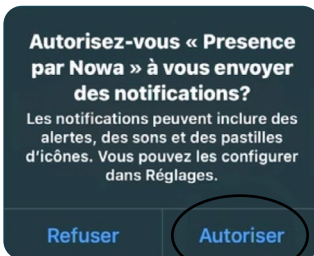 Autorisez-vous « Presence
par Nowa » à vous envoyer
des notifications?
Les notifications peuvent inclure des
alertes, des sons et des pastilles
d'icônes. Vous pouvez les configurer
dans Réglages.
Refuser Autoriser